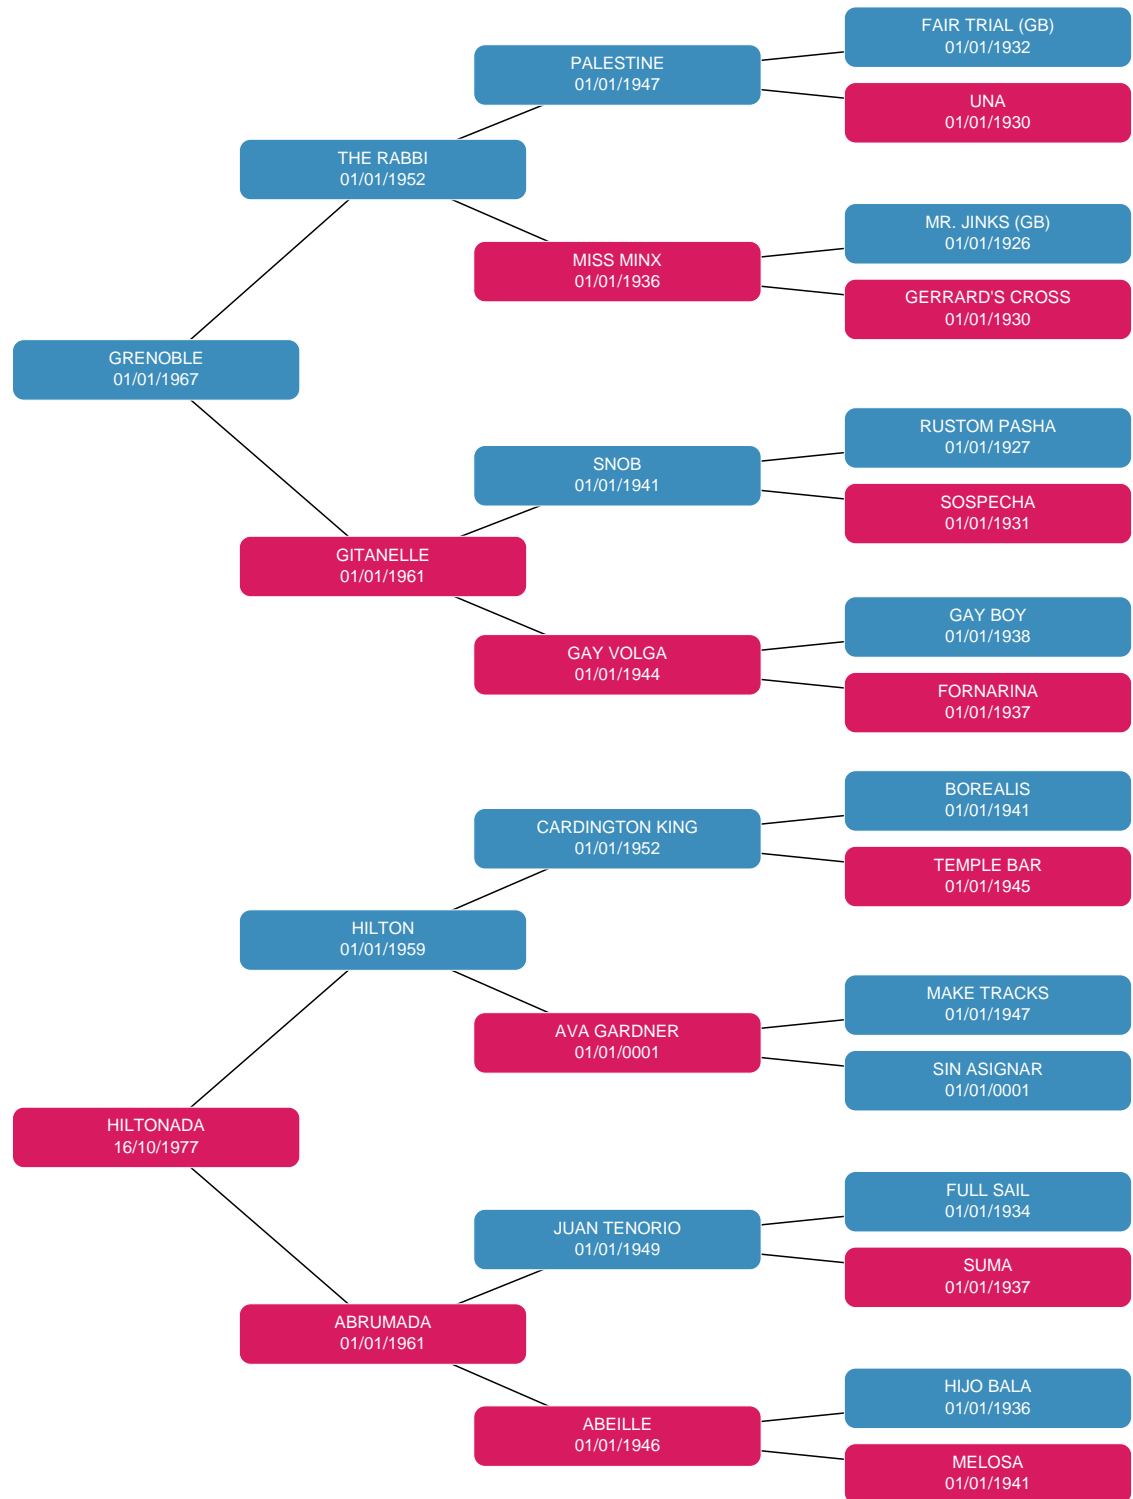 FAIR TRIAL (GB)
01/01/1932
PALESTINE
01/01/1947
UNA
01/01/1930
THE RABBI
01/01/1952
MR. JINKS (GB)
01/01/1926
MISS MINX
01/01/1936
GERRARD'S CROSS
01/01/1930
GRENOBLE
01/01/1967
RUSTOM PASHA
01/01/1927
SNOB
01/01/1941
SOSPECHA
01/01/1931
GITANELLE
01/01/1961
GAY BOY
01/01/1938
GAY VOLGA
01/01/1944
FORNARINA
01/01/1937
BOREALIS
01/01/1941
CARDINGTON KING
01/01/1952
TEMPLE BAR
01/01/1945
HILTON
01/01/1959
MAKE TRACKS
01/01/1947
AVA GARDNER
01/01/0001
SIN ASIGNAR
01/01/0001
HILTONADA
16/10/1977
FULL SAIL
01/01/1934
JUAN TENORIO
01/01/1949
SUMA
01/01/1937
ABRUMADA
01/01/1961
HIJO BALA
01/01/1936
ABEILLE
01/01/1946
MELOSA
01/01/1941